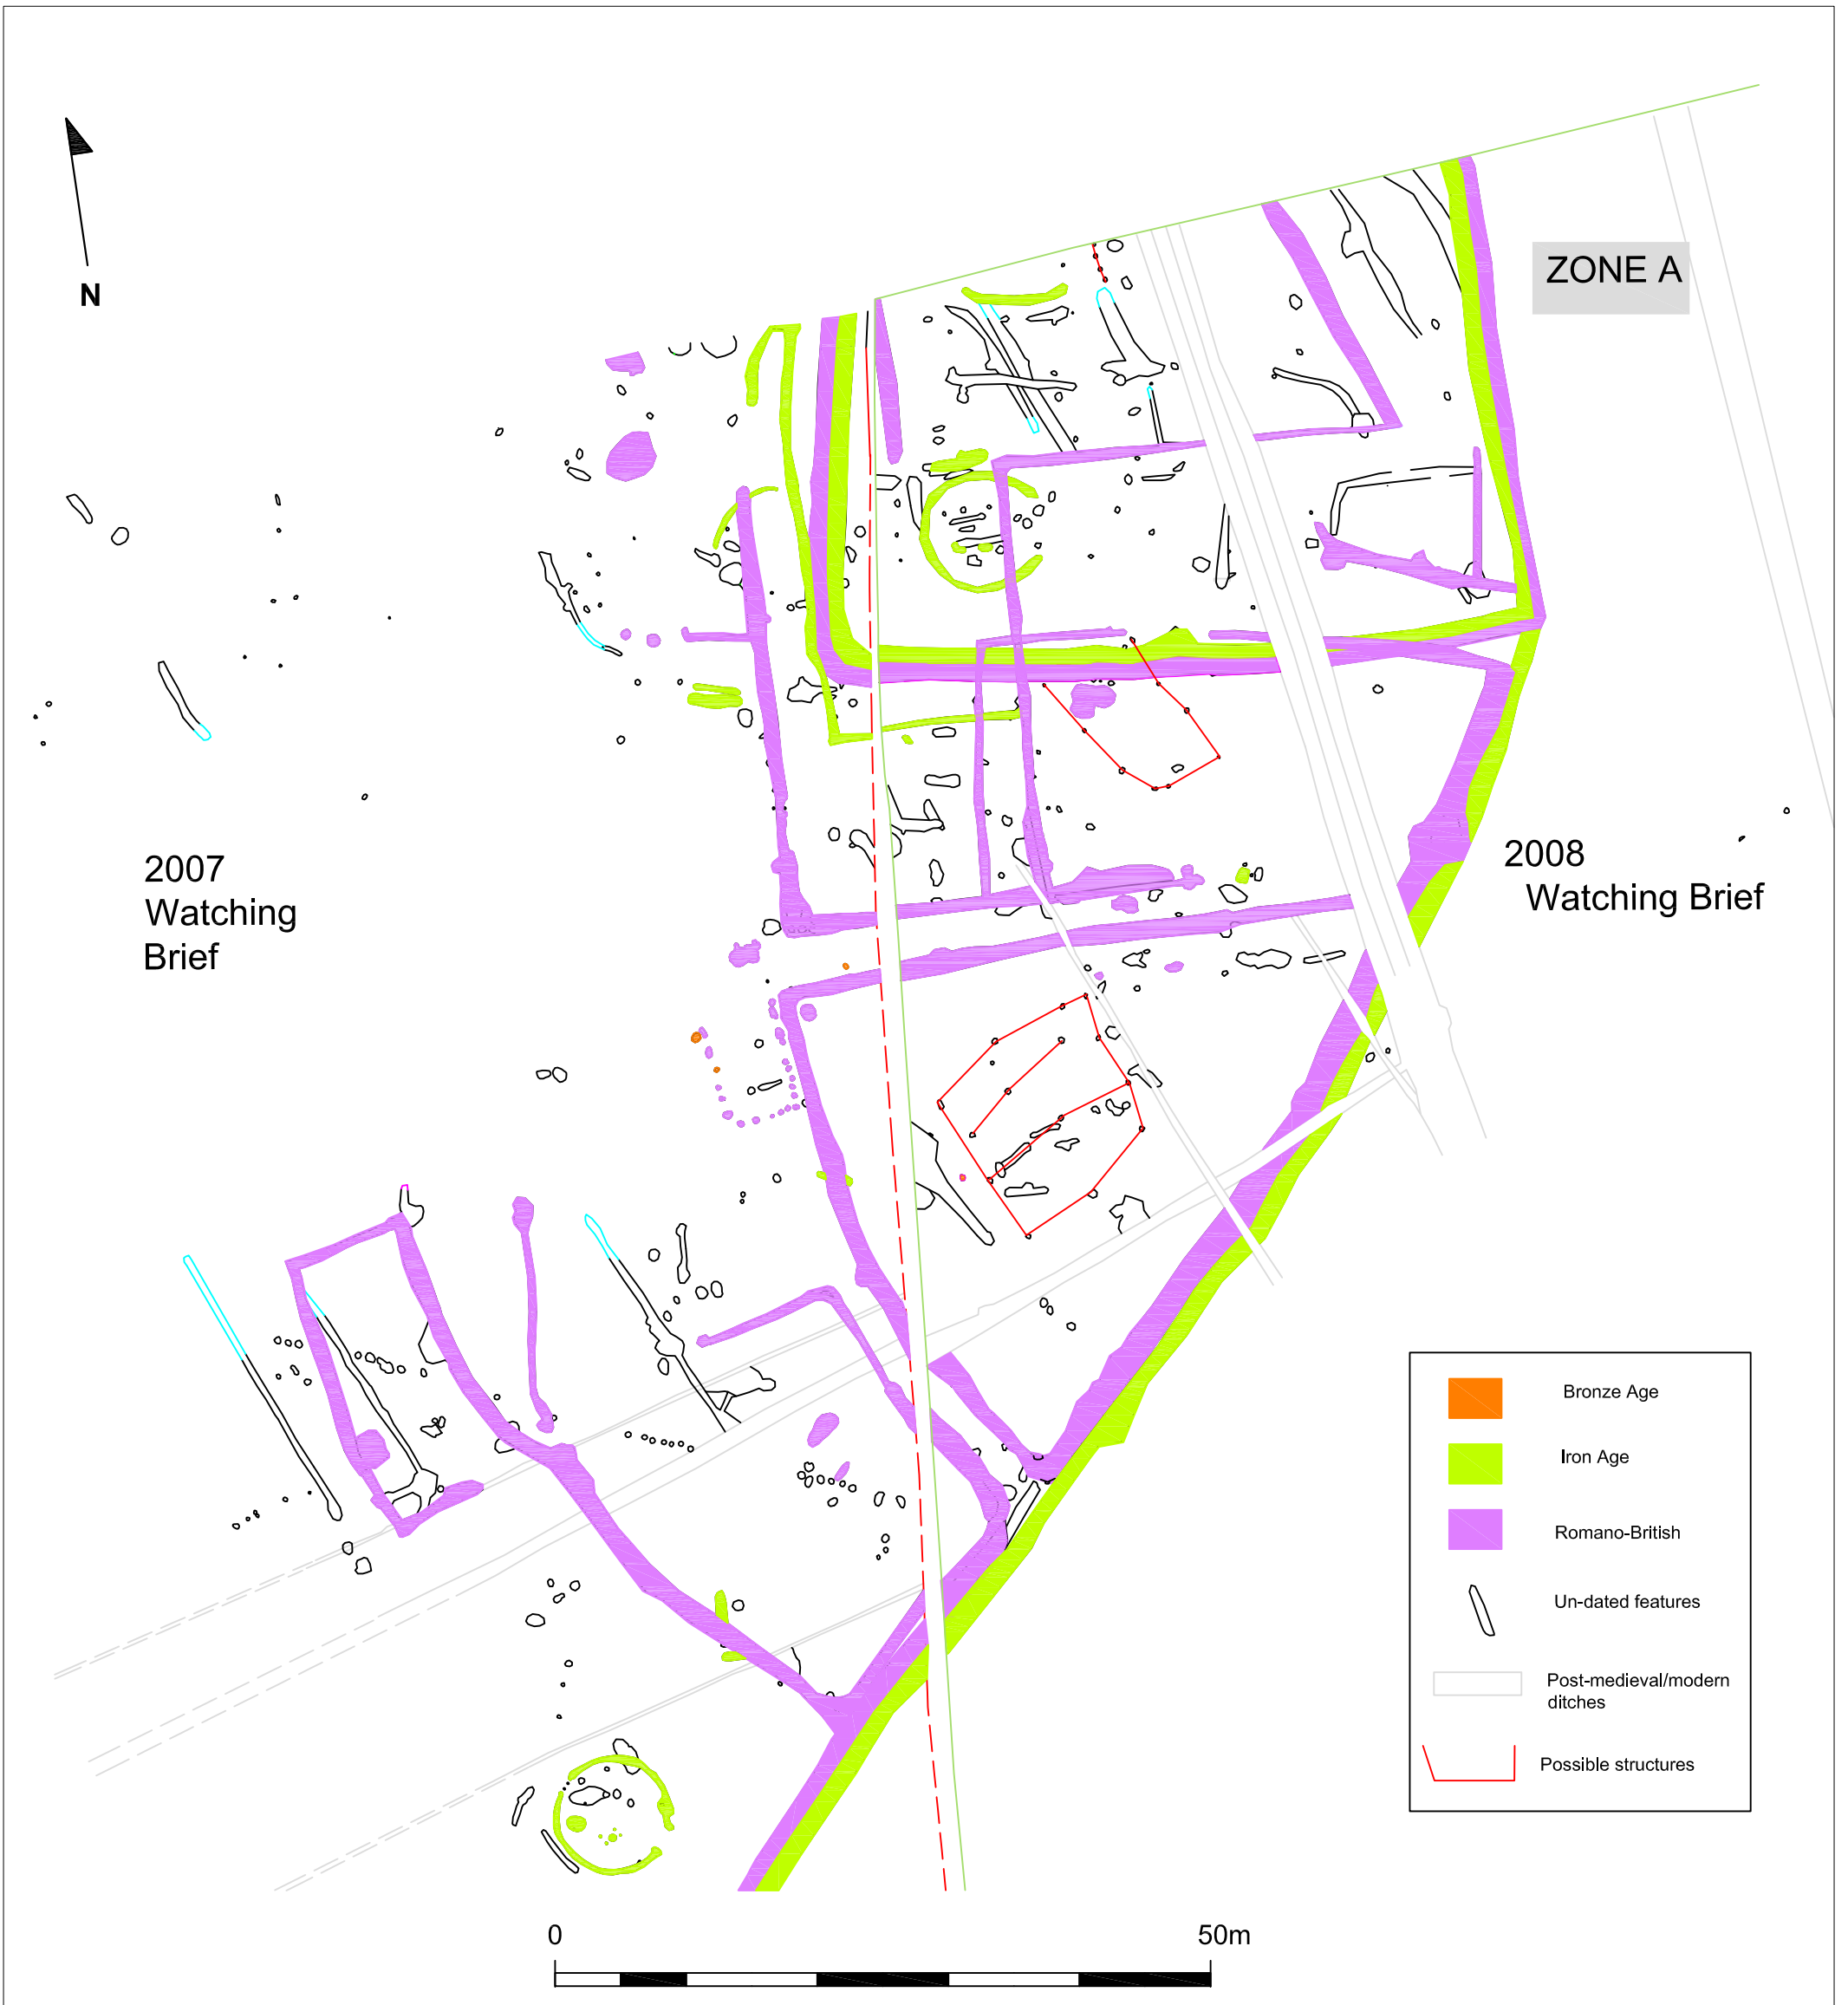 ZONE A
N
2007
Watching
Brief
2008
Watching Brief
Bronze Age
Iron Age
Romano-British
Un-dated features
Post-medieval/modern
ditches
Possible structures
0 50m